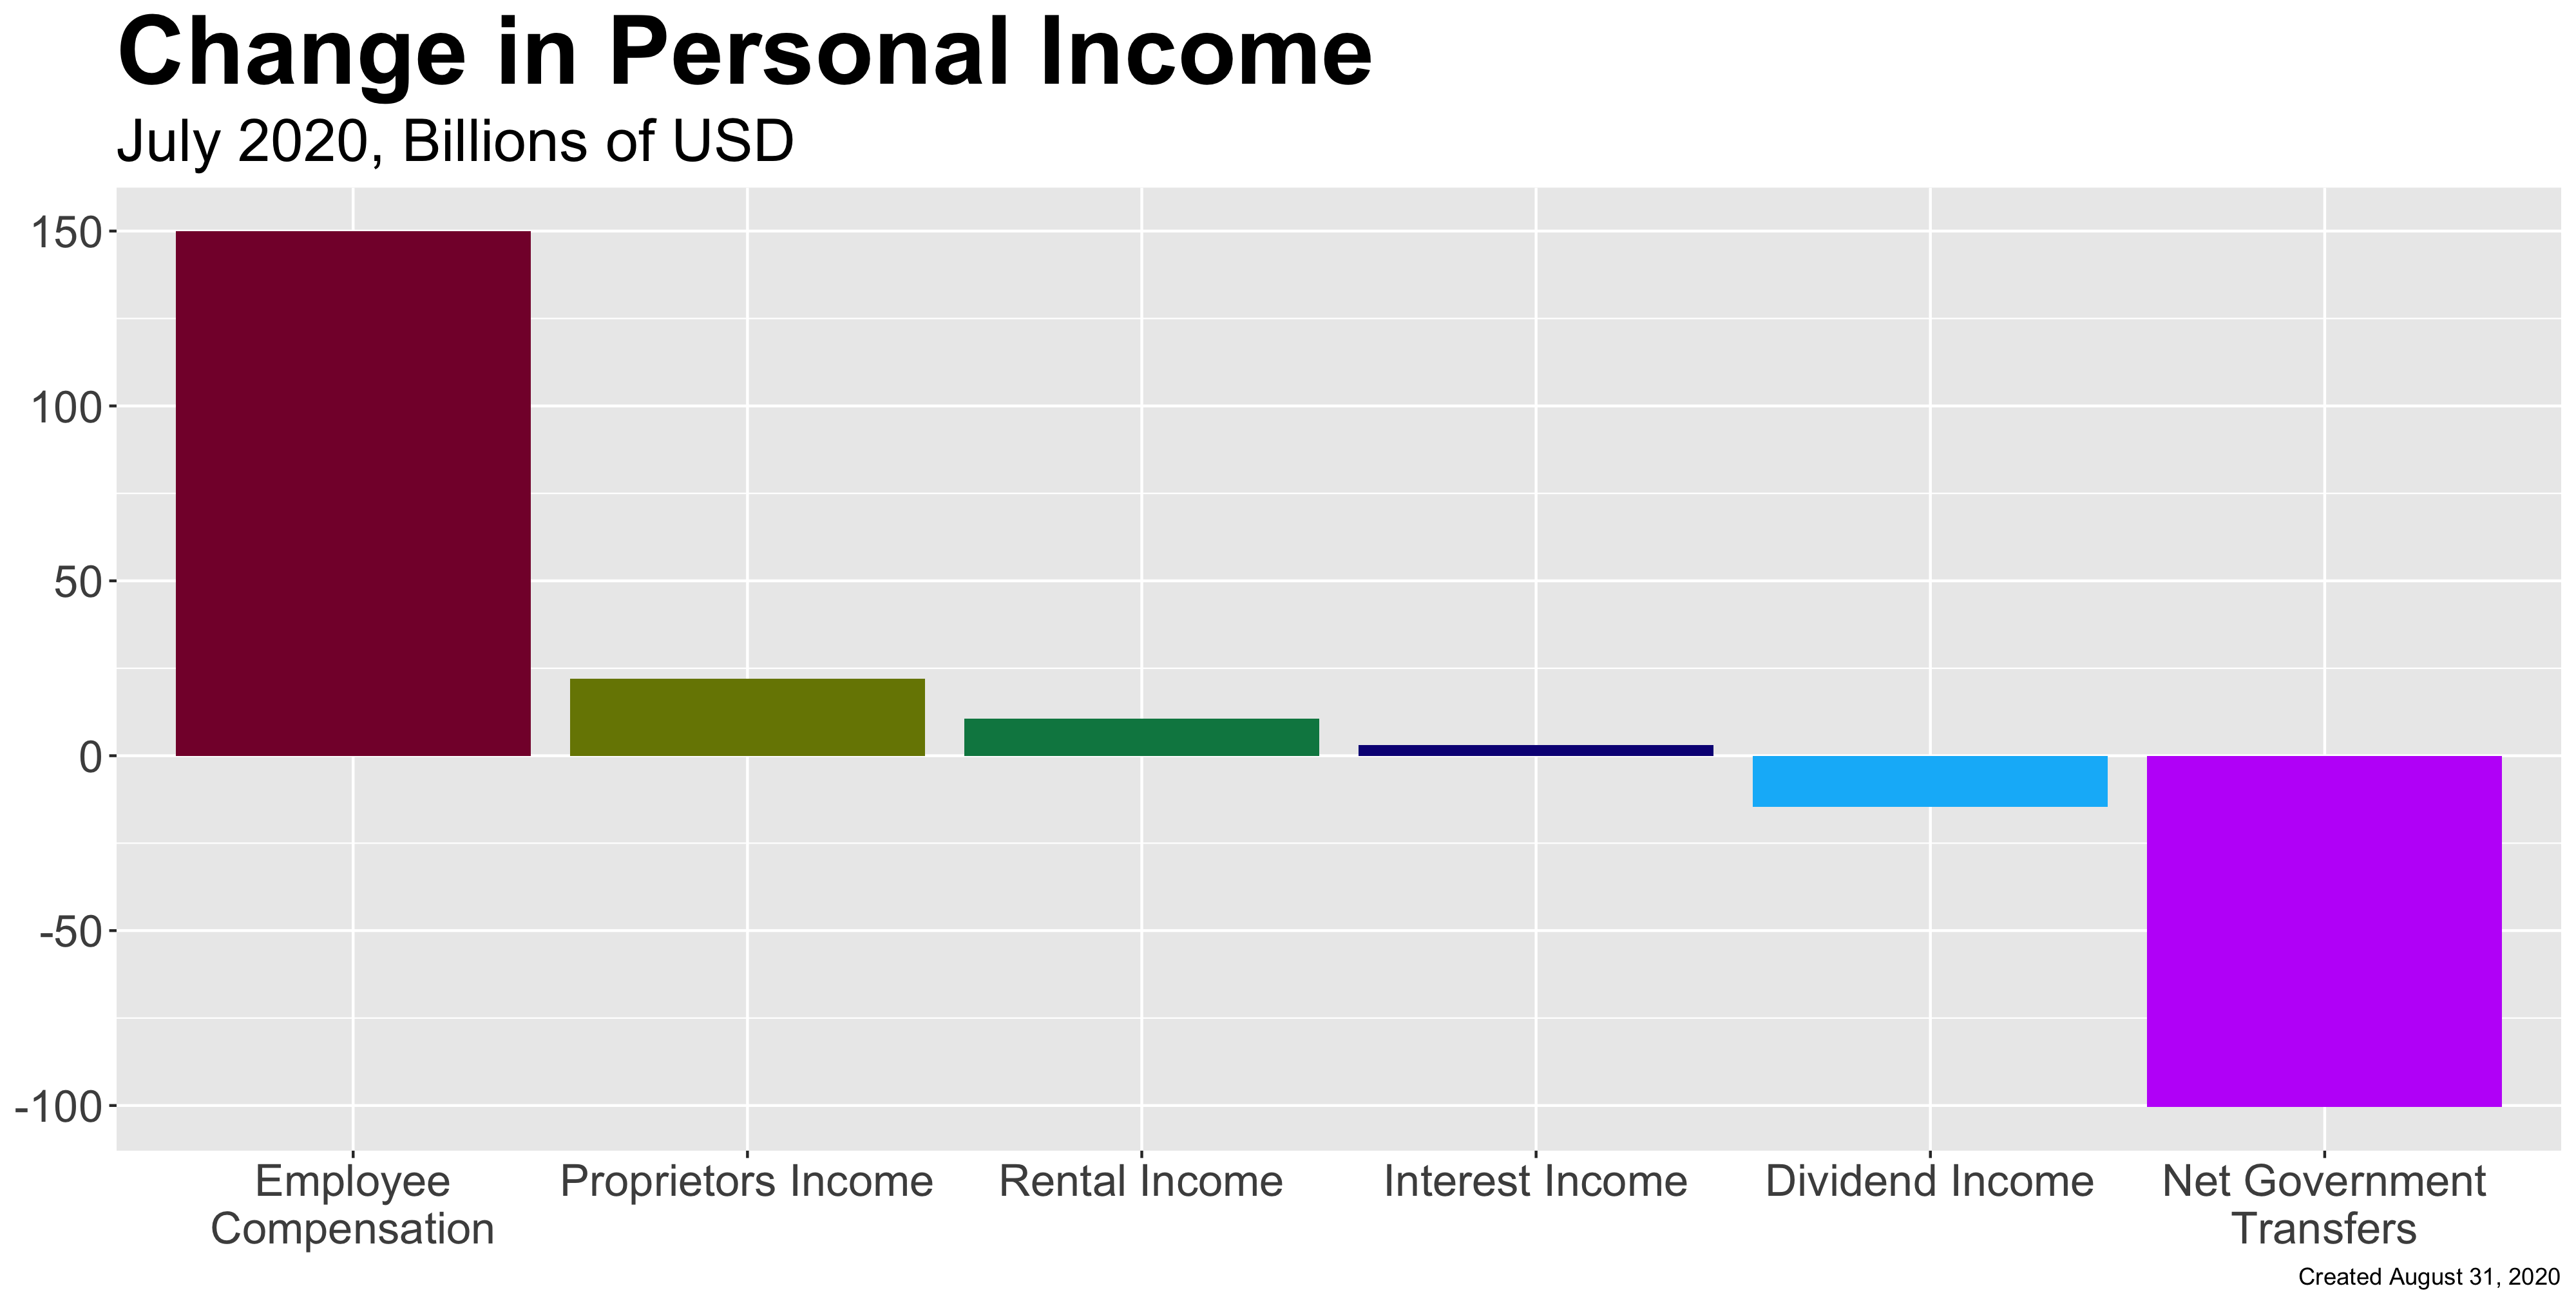 Change in Personal Income
July 2020, Billions of USD
150
100
50
0
-50
-100
Employee
Compensation
Proprietors Income
Rental Income
Interest Income
Dividend Income
Net Government
Transfers
Created August 31, 2020